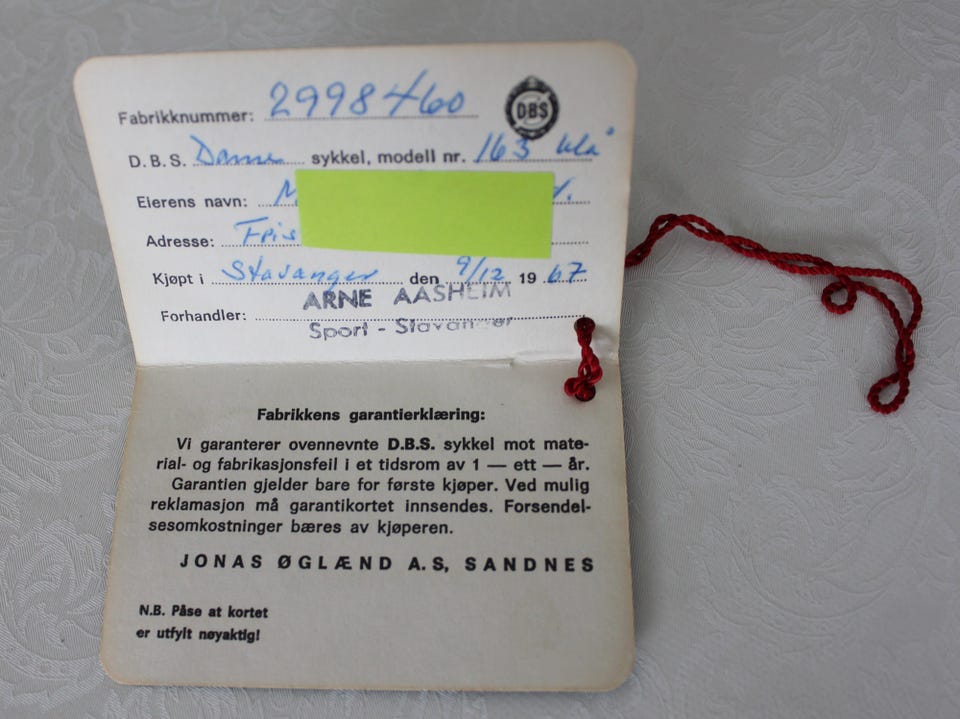 Fabrikknummer: 2998460
DBS
D.B.S. Dame sykkel, modell nr. 163 blå
Eierens navn:
Adresse:
Kjøpt i Stavanger den 9/12 1967
ARNE AASHEIM
Forhandler:
Sport - Stavanger
Fabrikkens garantierklæring:
Vi garanterer ovennevnte D.B.S. sykkel mot mate-
rial- og fabrikasjonsfeil i et tidsrom av 1 — ett — år.
Garantien gjelder bare for første kjøper. Ved mulig
reklamasjon må garantikortet innsendes. Forsendel-
sesomkostninger bæres av kjøperen.
JONAS ØGLÆND A.S, SANDNES
N.B. Påse at kortet
er utfylt nøyaktig!